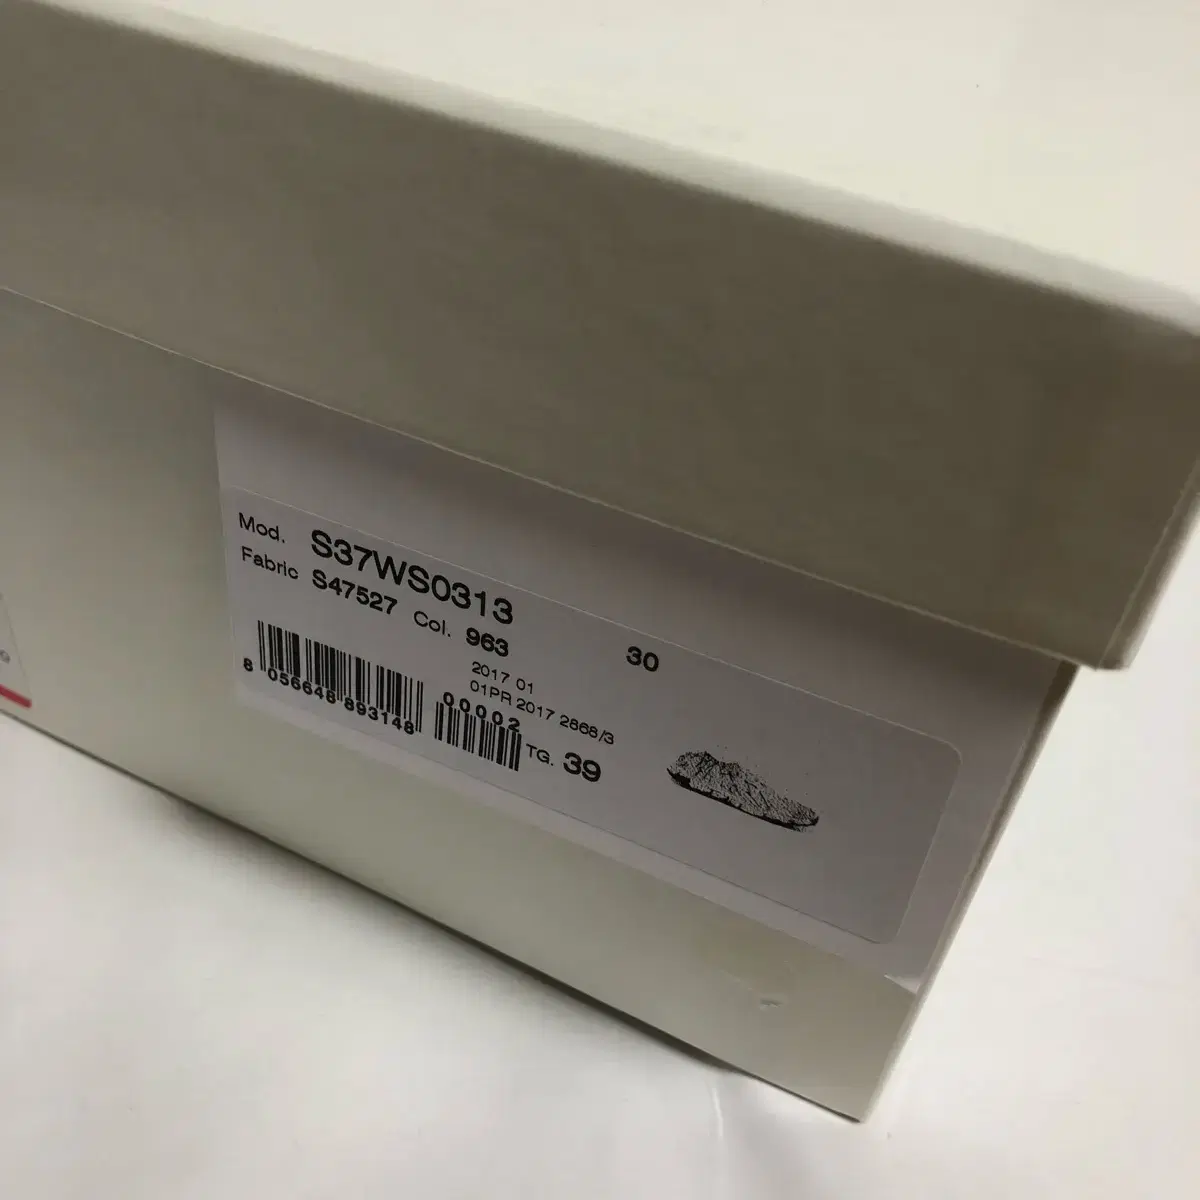 Mod. S37WS0313
Fabric S47527 Col. 963 30
2017 01
01PR 2017 2868/3
8 056648 893148 00002 TG. 39
9